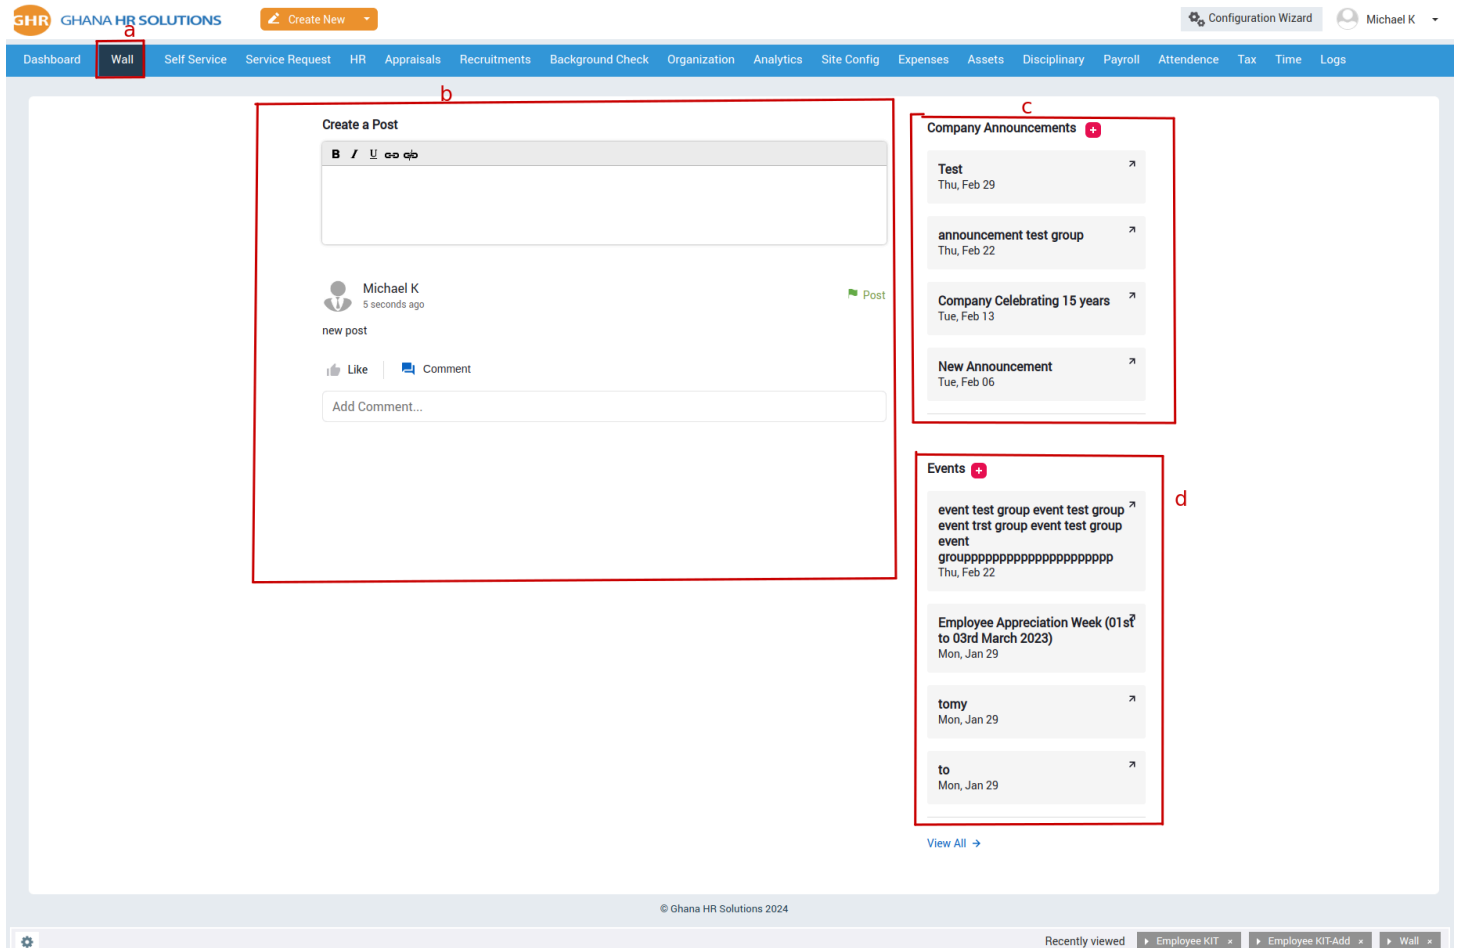 GHR GHANA HR SOLUTIONS
Create New
Configuration Wizard
Michael K
a
Dashboard Wall Self Service Service Request HR Appraisals Recruitments Background Check Organization Analytics Site Config Expenses Assets Disciplinary Payroll Attendence Tax Time Logs
b
Create a Post
B I U
Michael K
5 seconds ago
Post
new post
Like Comment
Add Comment...
c
Company Announcements +
Test
Thu, Feb 29
announcement test group
Thu, Feb 22
Company Celebrating 15 years
Tue, Feb 13
New Announcement
Tue, Feb 06
Events +
d
event test group event test group
event trst group event test group
event
grouppppppppppppppppppppp
Thu, Feb 22
Employee Appreciation Week (01st
to 03rd March 2023)
Mon, Jan 29
tomy
Mon, Jan 29
to
Mon, Jan 29
View All →
© Ghana HR Solutions 2024
Recently viewed Employee KIT × Employee KIT-Add × Wall ×